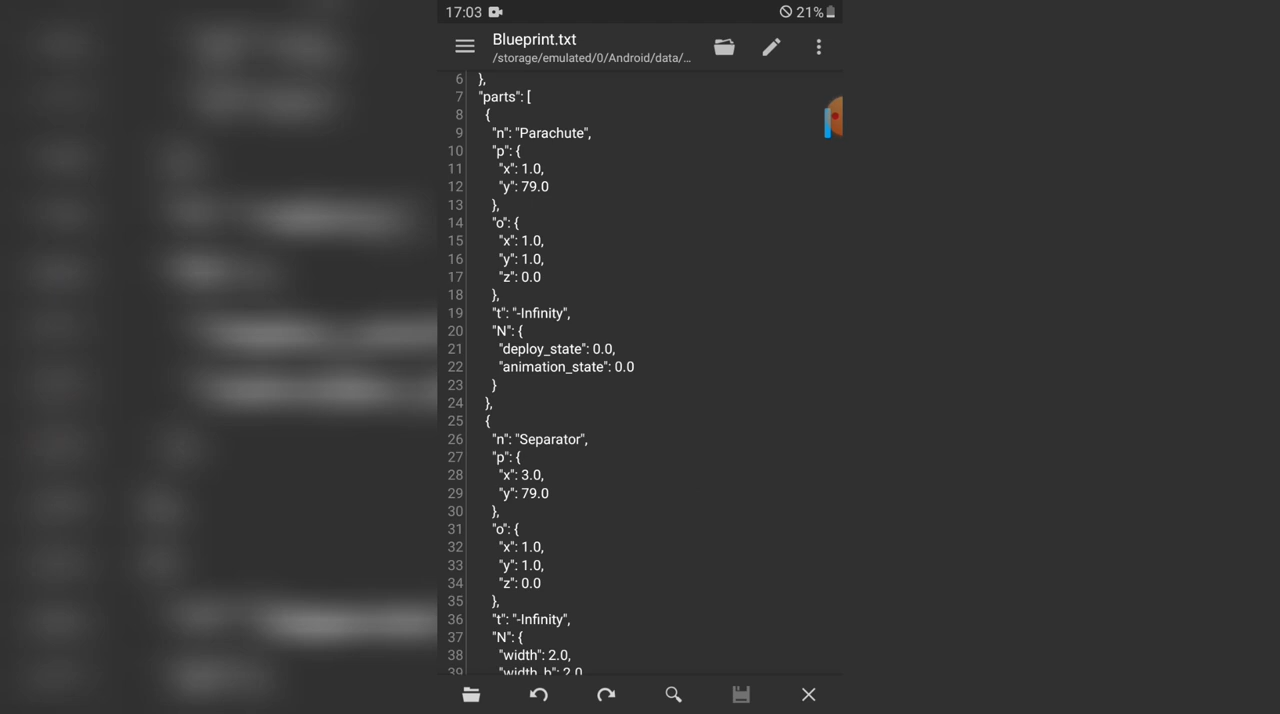 17:03 21%
Blueprint.txt
/storage/emulated/0/Android/data/...
6 },
7 "parts": [
8 {
9 "n": "Parachute",
10 "p": {
11 "x": 1.0,
12 "y": 79.0
13 },
14 "o": {
15 "x": 1.0,
16 "y": 1.0,
17 "z": 0.0
18 },
19 "t": "-Infinity",
20 "N": {
21 "deploy_state": 0.0,
22 "animation_state": 0.0
23 }
24 },
25 {
26 "n": "Separator",
27 "p": {
28 "x": 3.0,
29 "y": 79.0
30 },
31 "o": {
32 "x": 1.0,
33 "y": 1.0,
34 "z": 0.0
35 },
36 "t": "-Infinity",
37 "N": {
38 "width": 2.0,
39 "width_b": 2.0